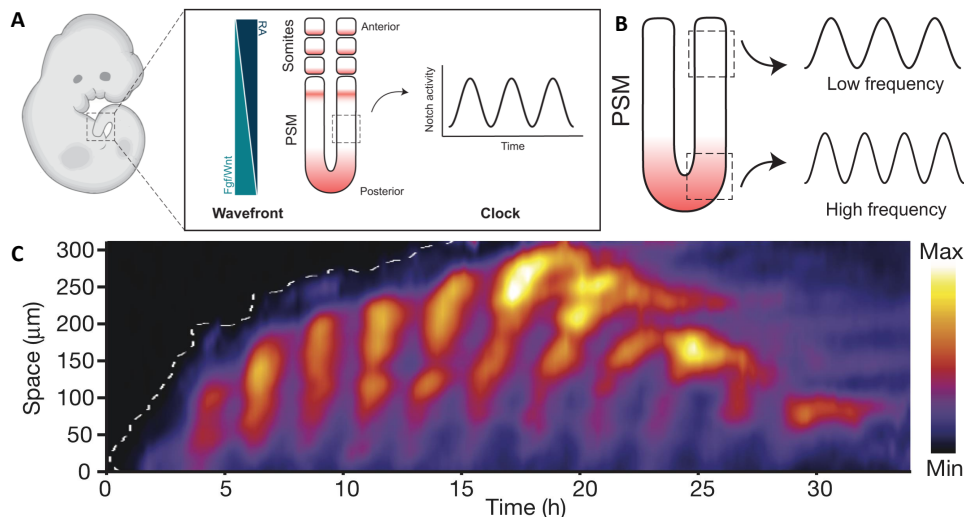 A
Fgf/Wnt
RA
Wavefront
Somites
PSM
Anterior
Posterior
Notch activity
Time
Clock
B
PSM
Low frequency
High frequency
C
Space (μm)
300
250
200
150
100
50
0
0 5 10 15 20 25 30
Time (h)
Max
Min